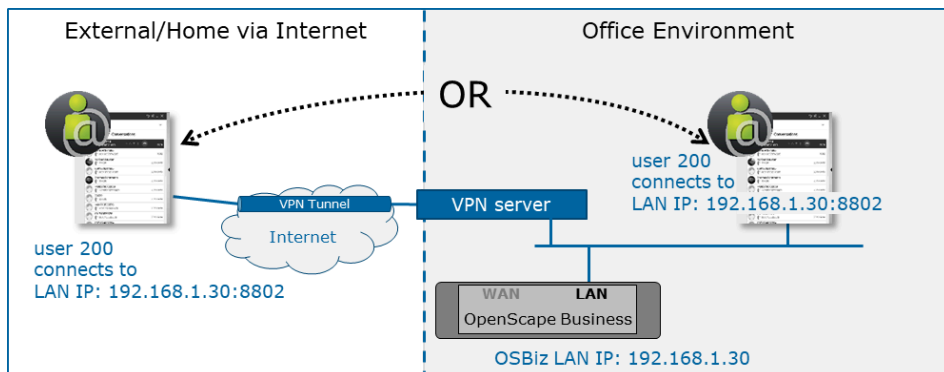 External/Home via Internet
Office Environment
OR
@
@
user 200
connects to
LAN IP: 192.168.1.30:8802
VPN Tunnel
Internet
VPN server
user 200
connects to
LAN IP: 192.168.1.30:8802
WAN
LAN
OpenScape Business
OSBiz LAN IP: 192.168.1.30